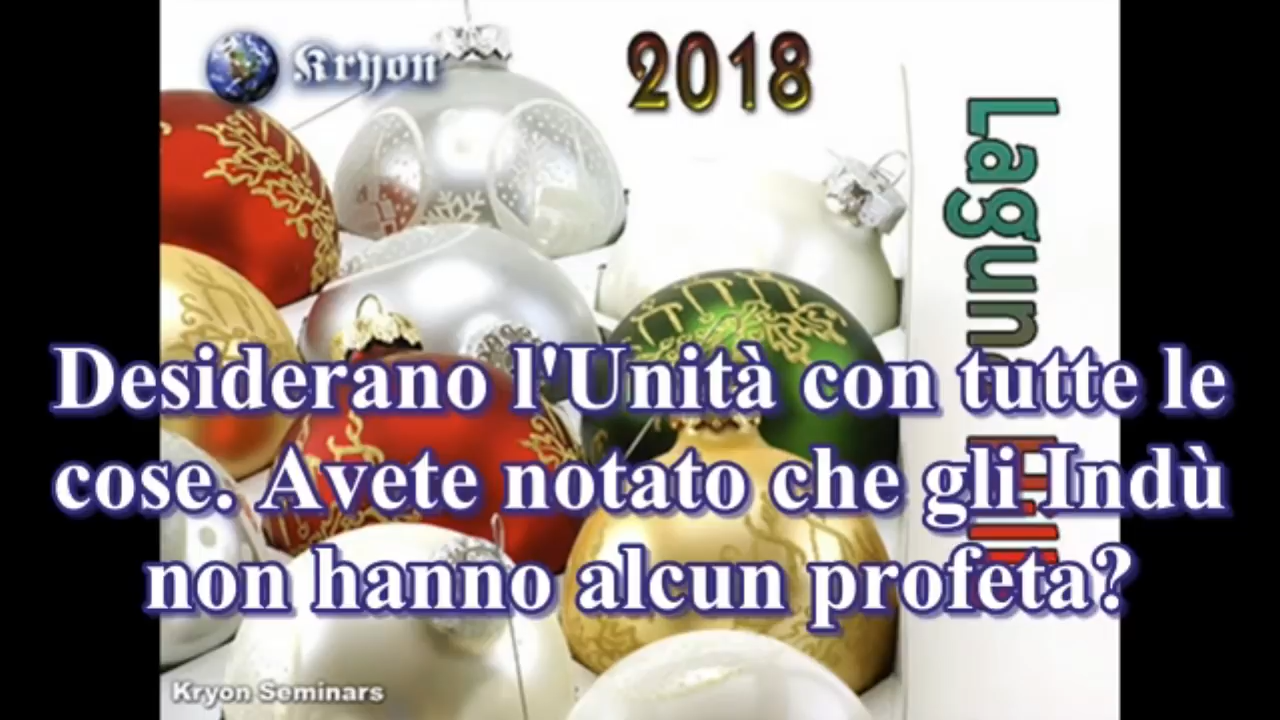 Kryon
2018
Laguna
Desiderano l'Unità con tutte le
cose. Avete notato che gli Indù
non hanno alcun profeta?
Kryon Seminars